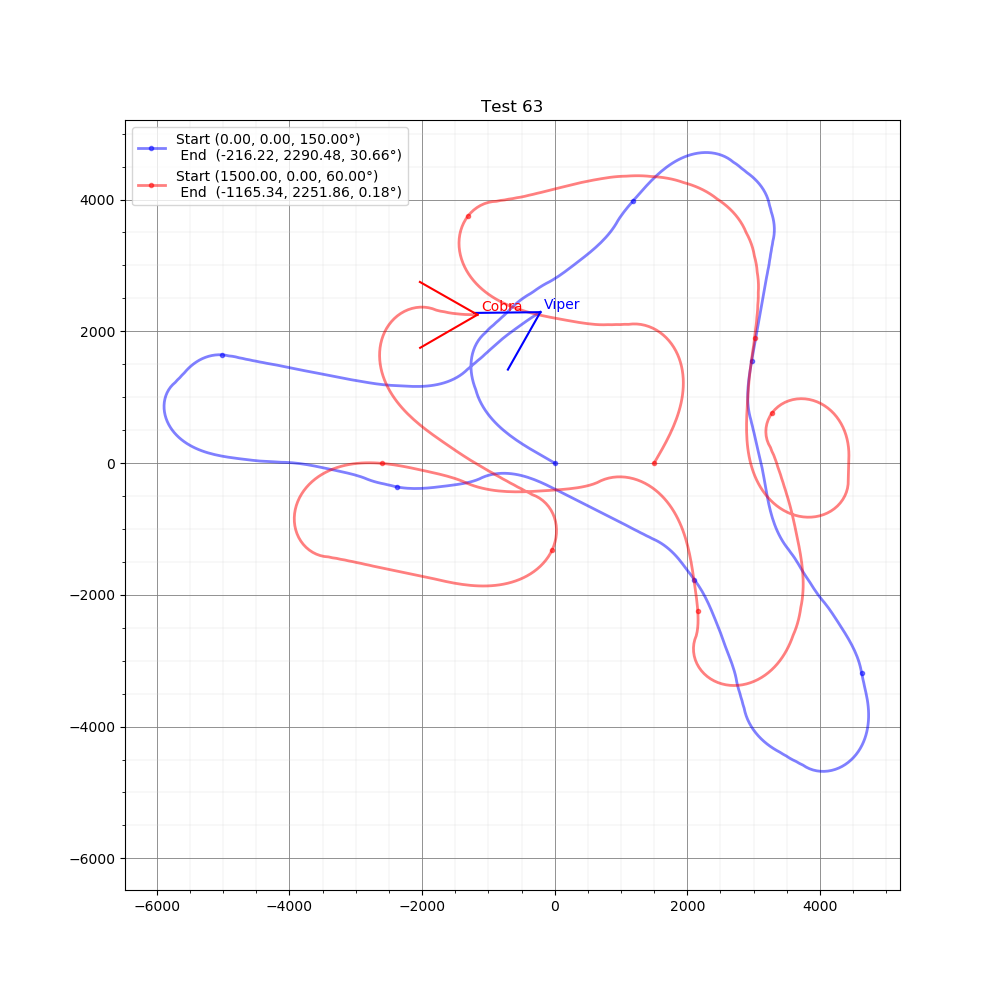 Test 63
Start (0.00, 0.00, 150.00°)
End  (-216.22, 2290.48, 30.66°)
Start (1500.00, 0.00, 60.00°)
End  (-1165.34, 2251.86, 0.18°)
4000
2000
0
−2000
−4000
−6000
Cobra
Viper
−6000
−4000
−2000
0
2000
4000